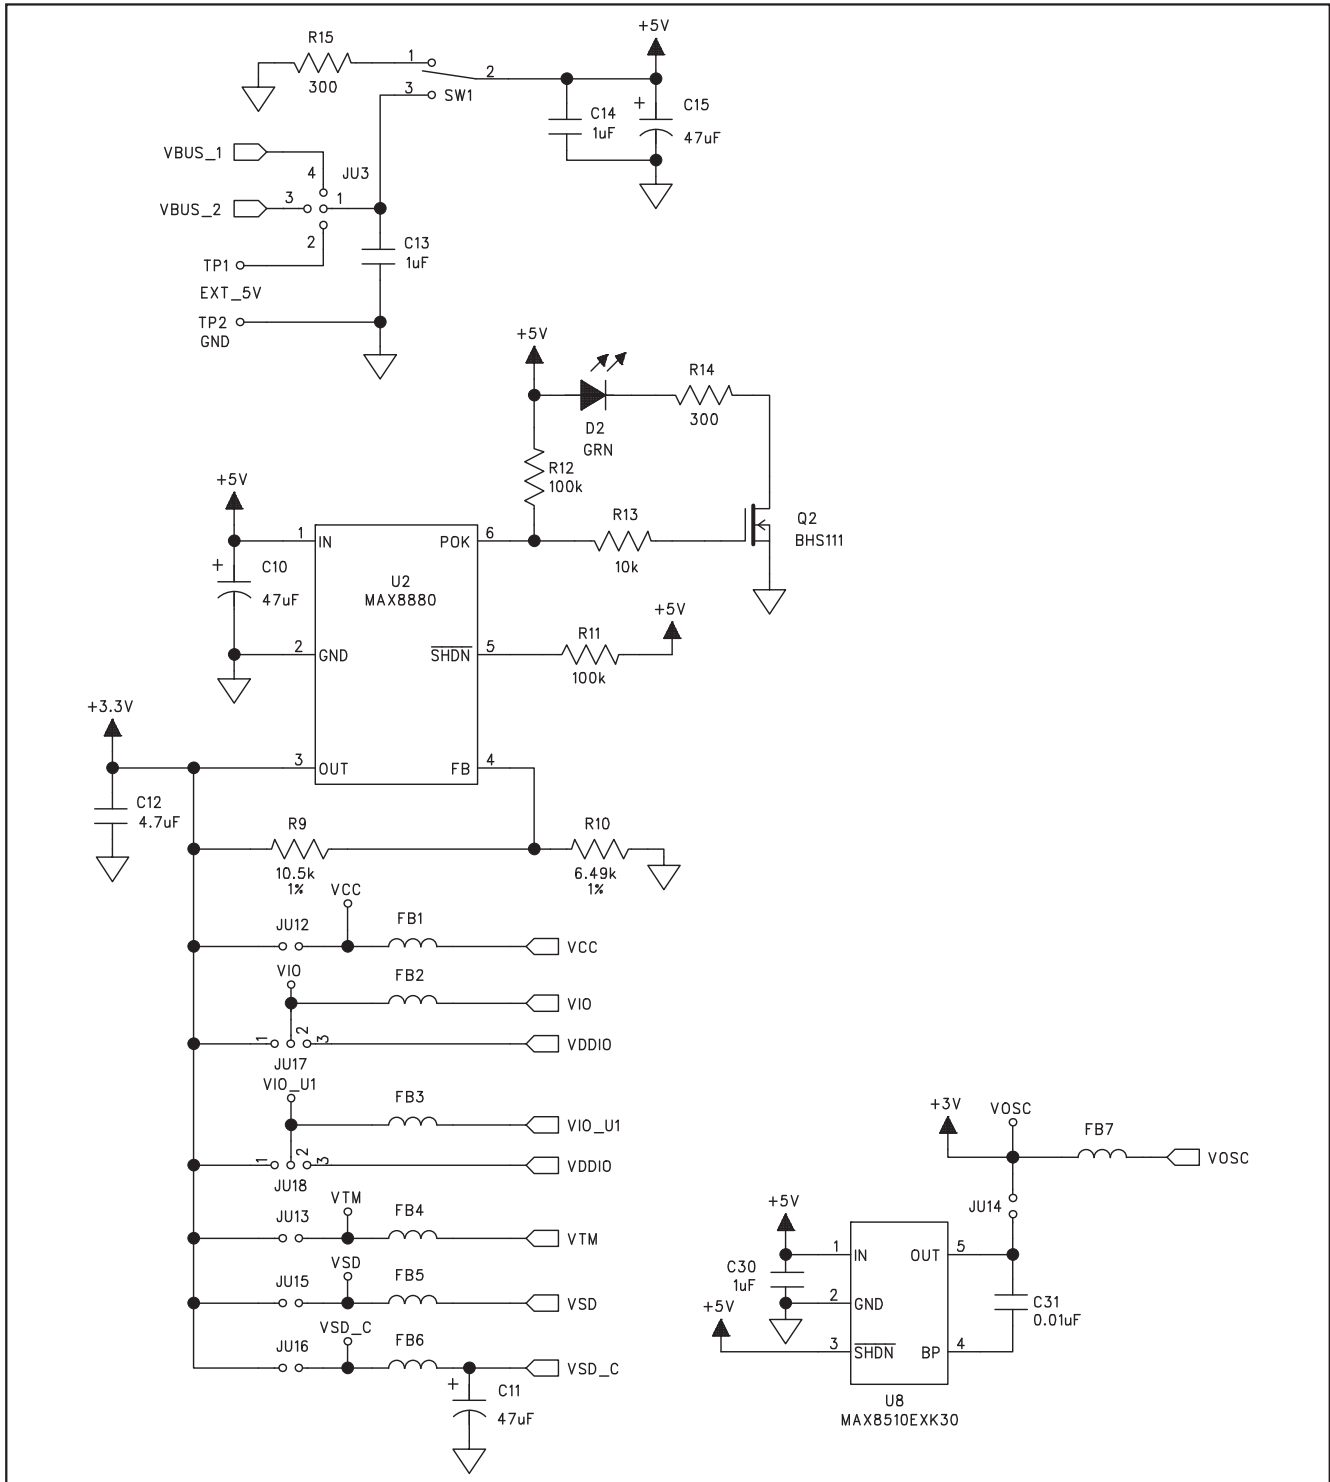 +5V
R15
300
1
2
3
SW1
C14
1uF
+
C15
47uF
VBUS_1
4
JU3
VBUS_2
3
1
2
C13
1uF
TP1
EXT_5V
TP2
GND
+5V
D2
GRN
R14
300
R12
100k
+5V
R13
10k
Q2
BHS111
1
IN
POK
6
+
C10
47uF
U2
MAX8880
2
GND
SHDN
5
R11
100k
+5V
+3.3V
3
OUT
FB
4
C12
4.7uF
R9
10.5k
1%
R10
6.49k
1%
VCC
JU12
FB1
VCC
VIO
FB2
VIO
1
2
3
VDDIO
JU17
VIO_U1
FB3
VIO_U1
1
2
3
VDDIO
JU18
VTM
JU13
FB4
VTM
VSD
JU15
FB5
VSD
VSD_C
JU16
FB6
VSD_C
+
C11
47uF
+3V
VOSC
FB7
VOSC
JU14
+5V
1
IN
OUT
5
C30
1uF
2
GND
C31
0.01uF
+5V
3
SHDN
BP
4
U8
MAX8510EXK30